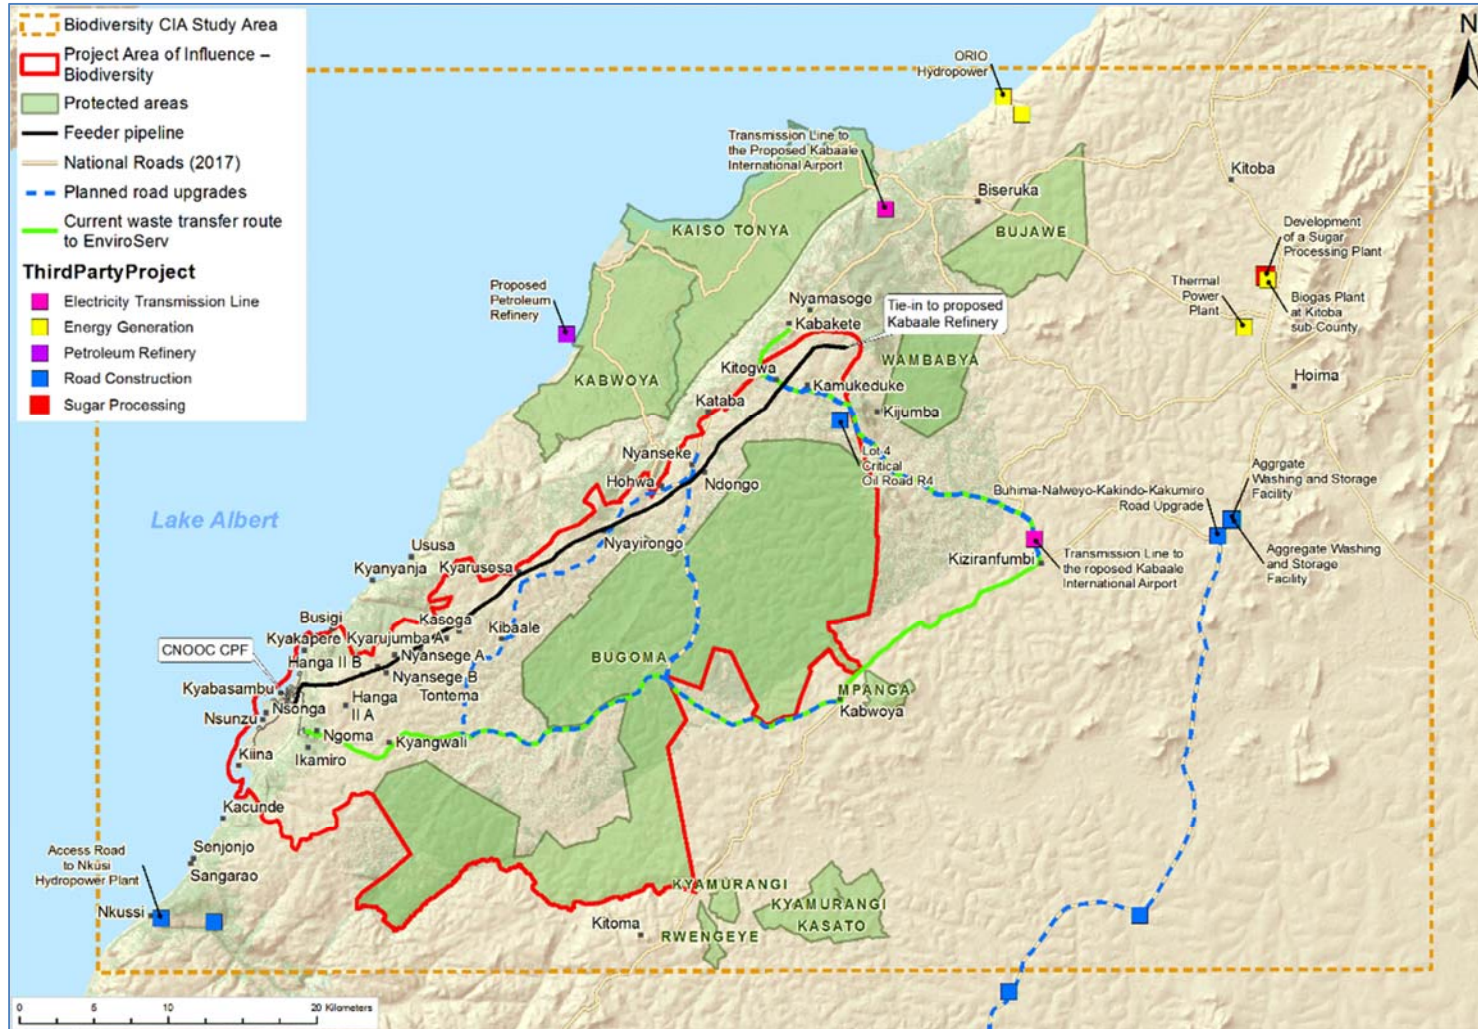 Biodiversity CIA Study Area
Project Area of Influence –
Biodiversity
Protected areas
Feeder pipeline
National Roads (2017)
Planned road upgrades
Current waste transfer route
to EnviroServ
ThirdPartyProject
Electricity Transmission Line
Energy Generation
Petroleum Refinery
Road Construction
Sugar Processing
N
ORIO
Hydropower
Transmission Line to
the Proposed Kabaale
International Airport
Biseruka
Kitoba
KAISO TONYA
BUJAWE
Development
of a Sugar
Processing Plant
Proposed
Petroleum
Refinery
Thermal
Power
Plant
Biogas Plant
at Kitoba
sub-County
Nyamasoge
Kabakete
Tie-in to proposed
Kabaale Refinery
WAMBABYA
KABWOYA
Kitegwa
Kamukeduke
Hoima
Kataba
Kijumba
Nyanseke
Lot 4
Critical
Oil Road R4
Hohwa
Ndongo
Buhima-Nalweyo-Kakindo-Kakumiro
Road Upgrade
Aggrgate
Washing and Storage
Facility
Lake Albert
Nyayirongo
Ususa
Kyarusesa
Kyanyanja
Kiziranfumbi
Transmission Line to
the roposed Kabaale
International Airport
Aggregate Washing
and Storage
Facility
Busigi
Kasoga
Kyakapere
Kyarujumba A
Kibaale
CNOOC CPF
Hanga II B
Nyansege A
BUGOMA
Kyabasambu
Nyansege B
Tontema
MPANGA
Nsonga
Hanga
II A
Kabwoya
Nsunzu
Ngoma
Kyangwali
Ikamiro
Kiina
Kacunde
Access Road
to Nkusi
Hydropower Plant
Senjonjo
Sangarao
Nkussi
KYAMURANGI
KYAMURANGI
KASATO
Kitoma
RWENGEYE
0 5 10 20 Kilometers